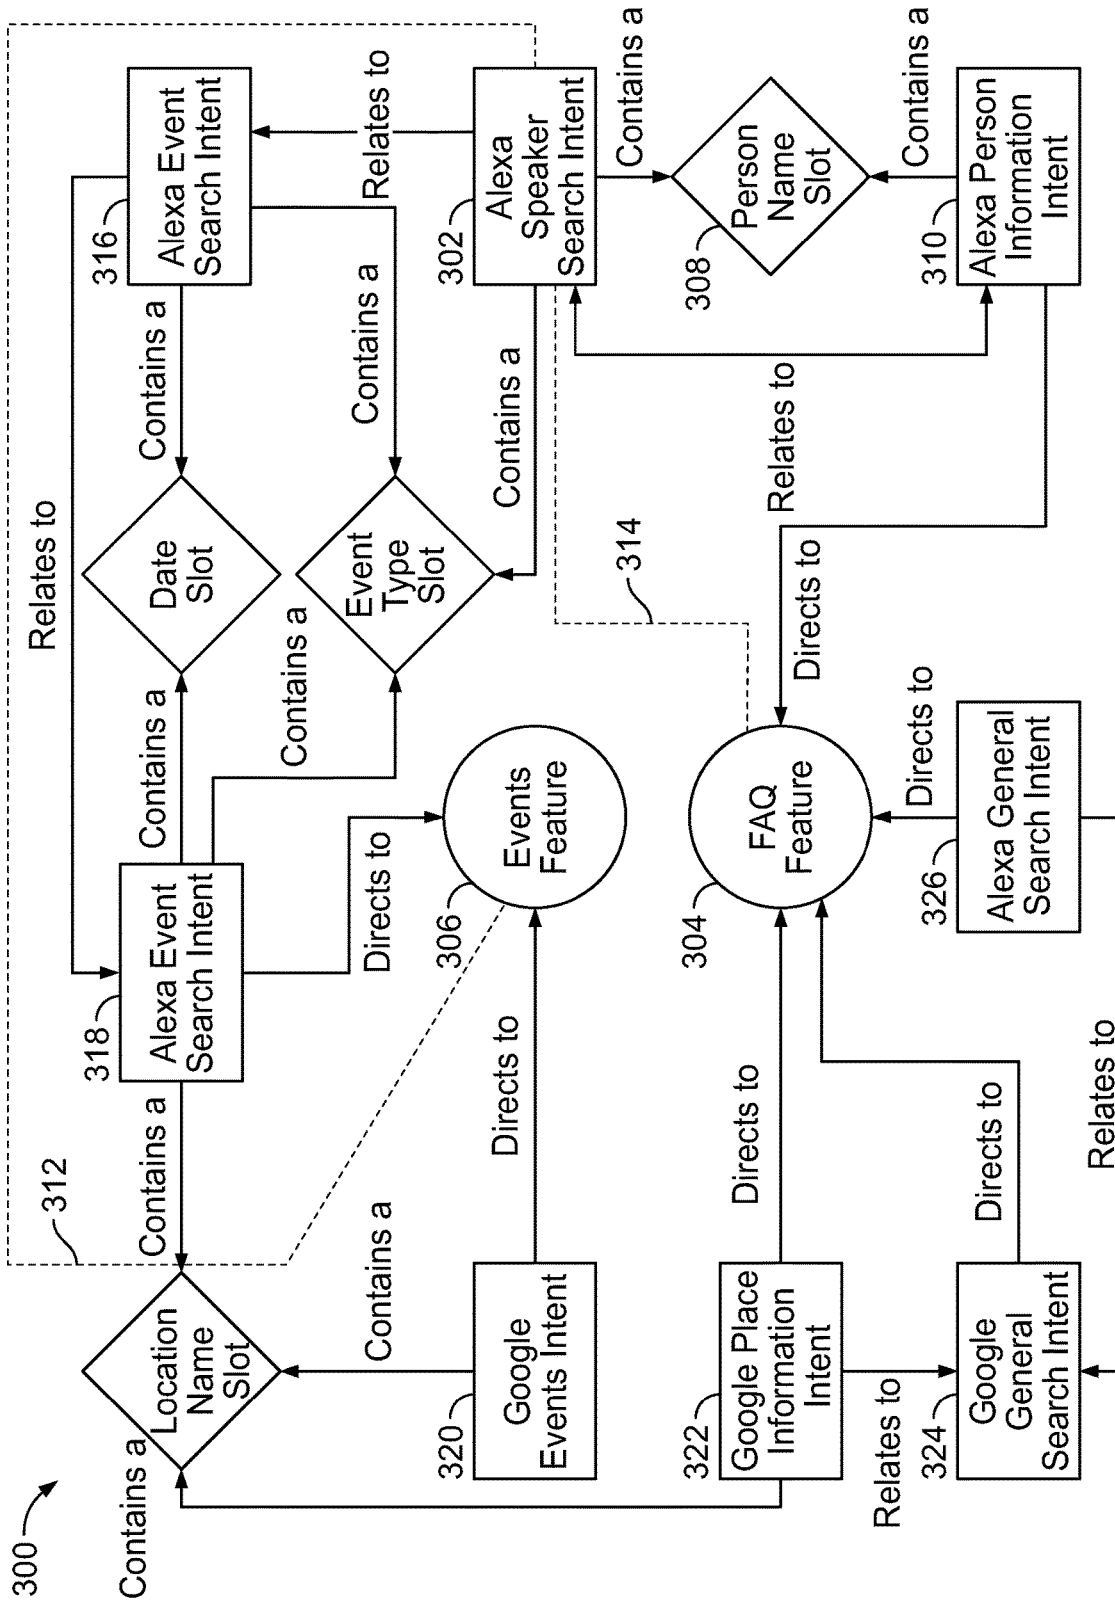 300
312
Relates to
318
316
Contains a
Location
Name
Slot
Contains a
Alexa Event
Search Intent
Contains a
Date
Slot
Contains a
Alexa Event
Search Intent
Contains a
Directs to
Contains a
Event
Type
Slot
Contains a
Relates to
320
306
302
Google
Events Intent
Directs to
Events
Feature
Contains a
Alexa
Speaker
Search Intent
314
Contains a
322
304
308
Google Place
Information
Intent
Directs to
FAQ
Feature
Directs to
Relates to
Person
Name
Slot
Relates to
Directs to
Contains a
324
326
310
Google
General
Search Intent
Directs to
Alexa General
Search Intent
Alexa Person
Information
Intent
Relates to